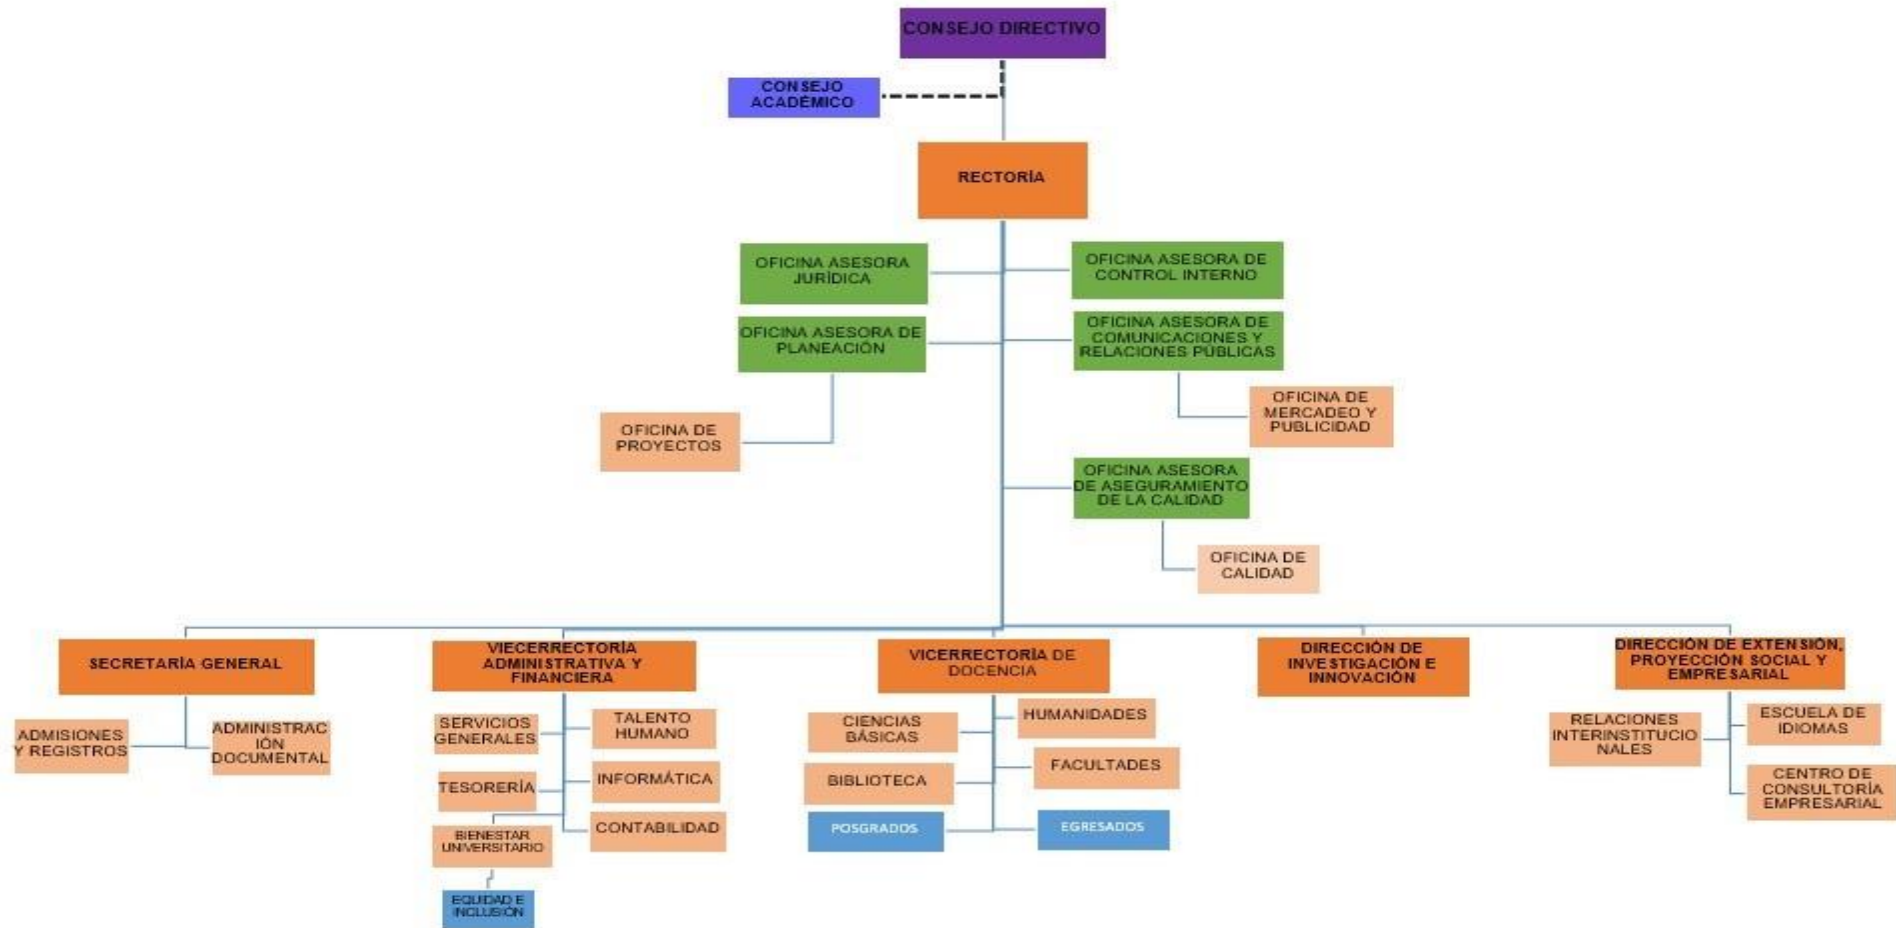 CONSEJO DIRECTIVO
CONSEJO
ACADÉMICO
RECTORÍA
OFICINA ASESORA
JURÍDICA
OFICINA ASESORA DE
CONTROL INTERNO
OFICINA ASESORA DE
PLANEACIÓN
OFICINA ASESORA DE
COMUNICACIONES Y
RELACIONES PÚBLICAS
OFICINA DE
MERCADEO Y
PUBLICIDAD
OFICINA DE
PROYECTOS
OFICINA ASESORA
DE ASEGURAMIENTO
DE LA CALIDAD
OFICINA DE
CALIDAD
SECRETARÍA GENERAL
VIECERRECTORÍA
ADMINISTRATIVA Y
FINANCIERA
VICERRECTORÍA DE
DOCENCIA
DIRECCIÓN DE
INVESTIGACIÓN E
INNOVACIÓN
DIRECCIÓN DE EXTENSIÓN,
PROYECCIÓN SOCIAL Y
EMPRESARIAL
ADMISIONES
Y REGISTROS
ADMINISTRAC
IÓN
DOCUMENTAL
SERVICIOS
GENERALES
TALENTO
HUMANO
TESORERÍA
INFORMÁTICA
BIENESTAR
UNIVERSITARIO
CONTABILIDAD
EQUIDAD E
INCLUSIÓN
CIENCIAS
BÁSICAS
HUMANIDADES
BIBLIOTECA
FACULTADES
POSGRADOS
EGRESADOS
RELACIONES
INTERINSTITUCIO
NALES
ESCUELA DE
IDIOMAS
CENTRO DE
CONSULTORÍA
EMPRESARIAL